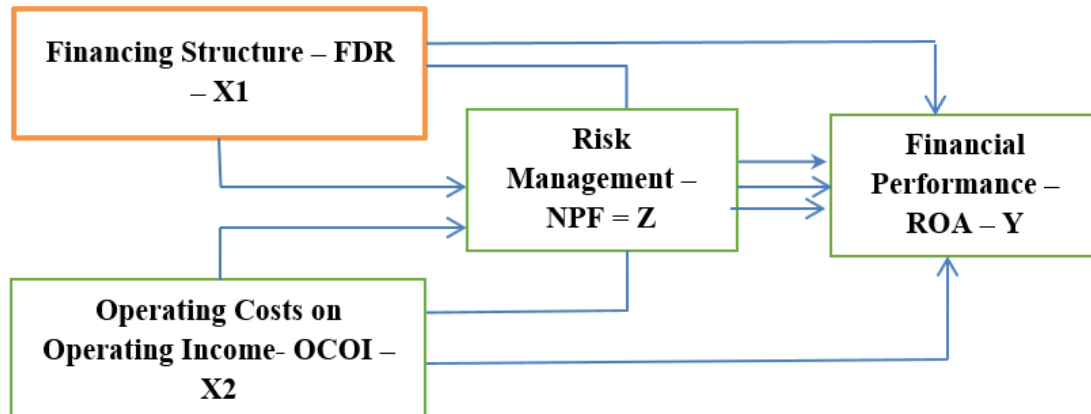 Financing Structure – FDR
– X1
Risk
Management –
NPF = Z
Financial
Performance –
ROA – Y
Operating Costs on
Operating Income- OCOI –
X2